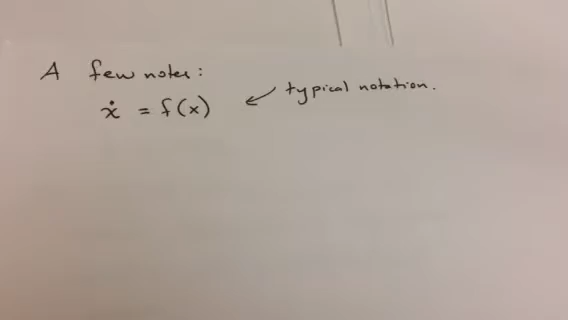 A few notes:
ẋ = f(x) ↙ typical notation.